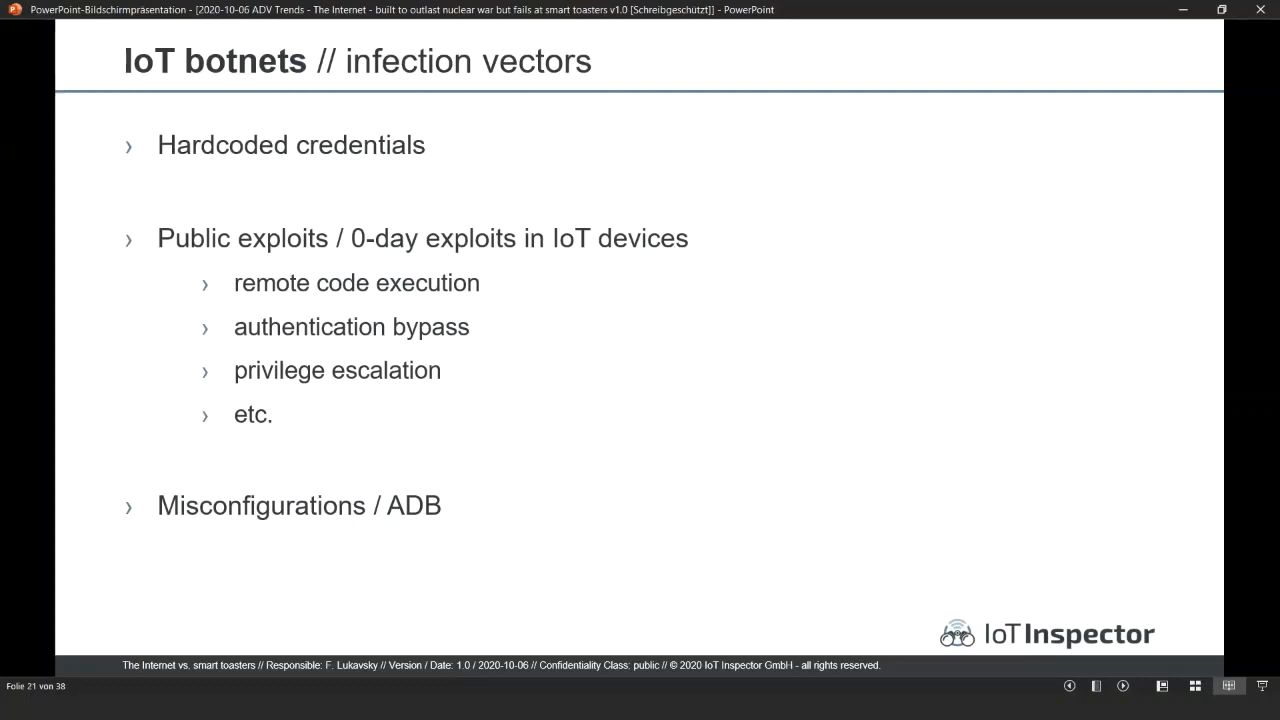 PowerPoint-Bildschirmpräsentation - [2020-10-06 ADV Trends - The Internet - built to outlast nuclear war but fails at smart toasters v1.0 [Schreibgeschützt]] - PowerPoint
IoT botnets // infection vectors
› Hardcoded credentials
› Public exploits / 0-day exploits in IoT devices
› remote code execution
› authentication bypass
› privilege escalation
› etc.
› Misconfigurations / ADB
IoT Inspector
The Internet vs. smart toasters // Responsible: F. Lukavsky // Version / Date: 1.0 / 2020-10-06 // Confidentiality Class: public // © 2020 IoT Inspector GmbH - all rights reserved.
Folie 21 von 38